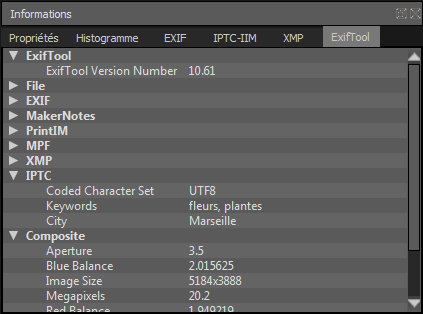 Informations
Propriétés Histogramme EXIF IPTC-IIM XMP ExifTool
ExifTool
ExifTool Version Number 10.61
File
EXIF
MakerNotes
PrintIM
MPF
XMP
IPTC
Coded Character Set UTF8
Keywords fleurs, plantes
City Marseille
Composite
Aperture 3.5
Blue Balance 2.015625
Image Size 5184x3888
Megapixels 20.2
Red Balance 1.949219